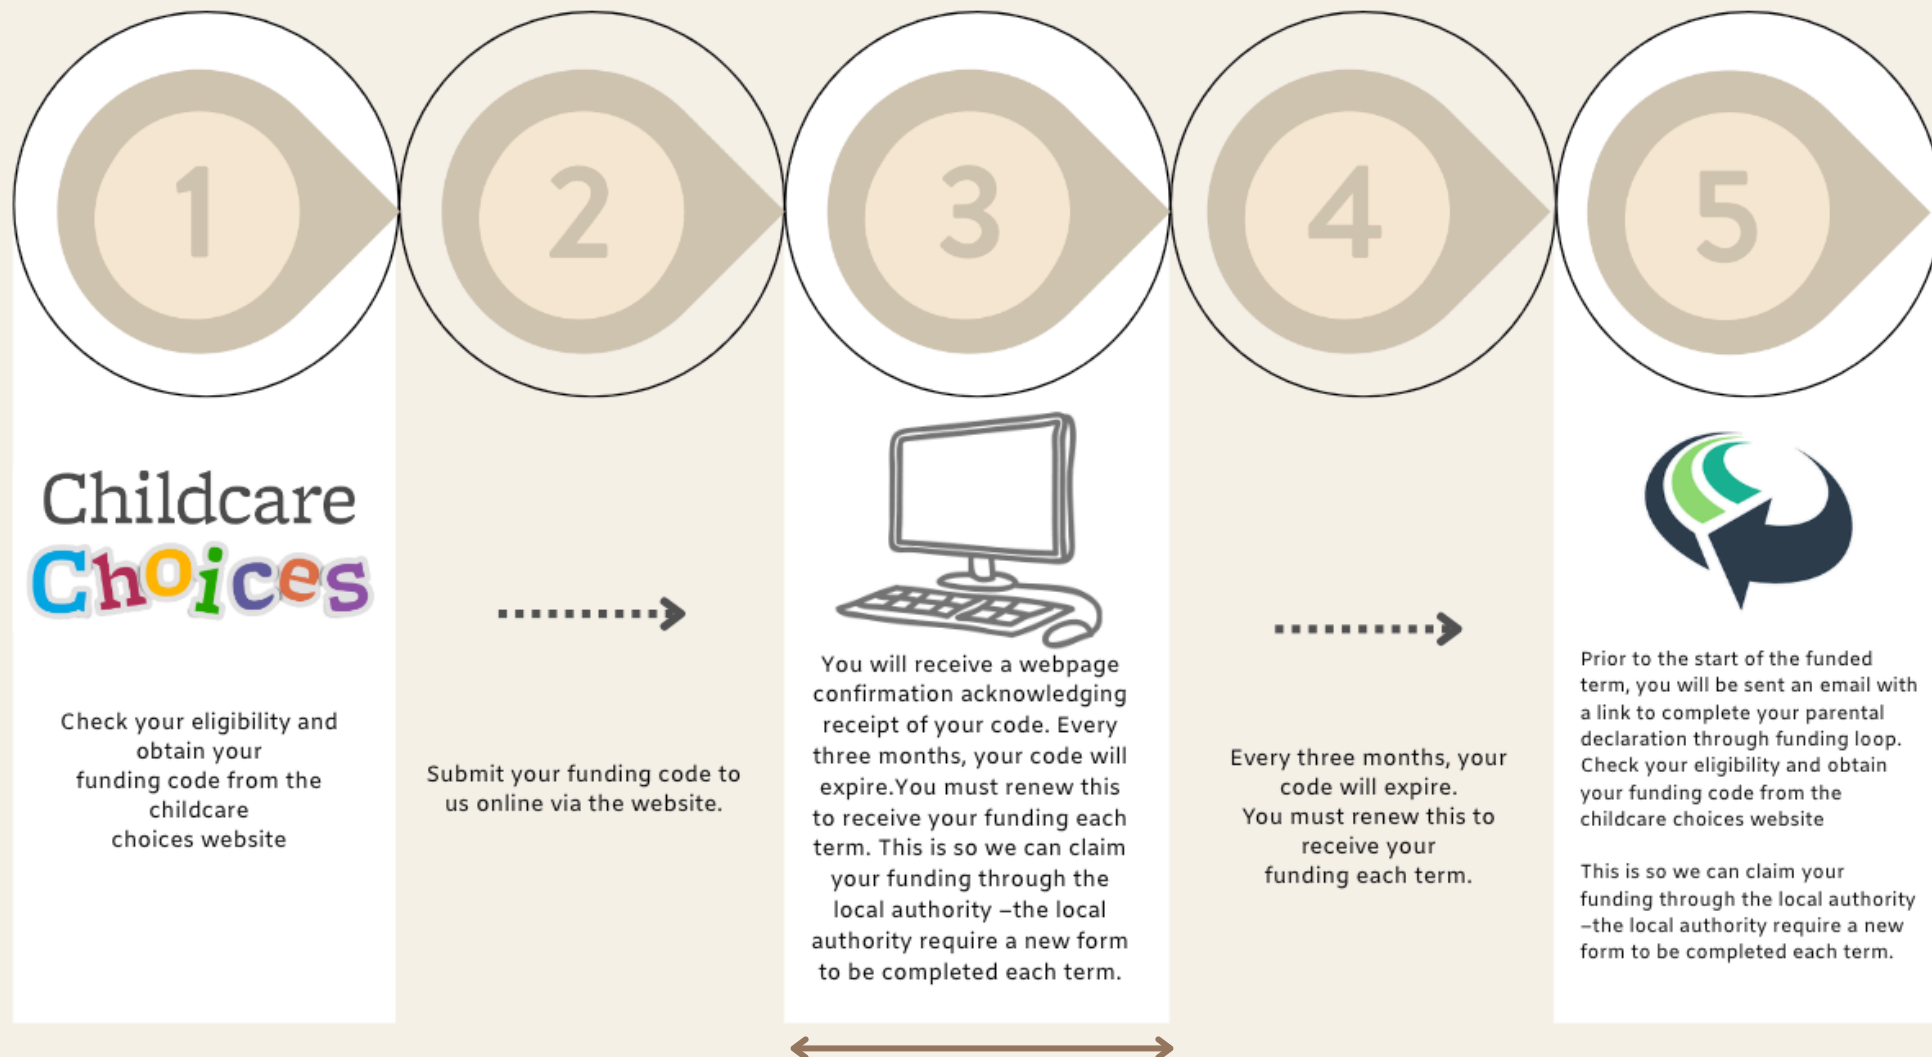 1
Childcare
Choices
Check your eligibility and
obtain your
funding code from the
childcare
choices website
2
Submit your funding code to
us online via the website.
3
You will receive a webpage
confirmation acknowledging
receipt of your code. Every
three months, your code will
expire.You must renew this
to receive your funding each
term. This is so we can claim
your funding through the
local authority –the local
authority require a new form
to be completed each term.
4
Every three months, your
code will expire.
You must renew this to
receive your
funding each term.
5
Prior to the start of the funded
term, you will be sent an email with
a link to complete your parental
declaration through funding loop.
Check your eligibility and obtain
your funding code from the
childcare choices website
This is so we can claim your
funding through the local authority
–the local authority require a new
form to be completed each term.